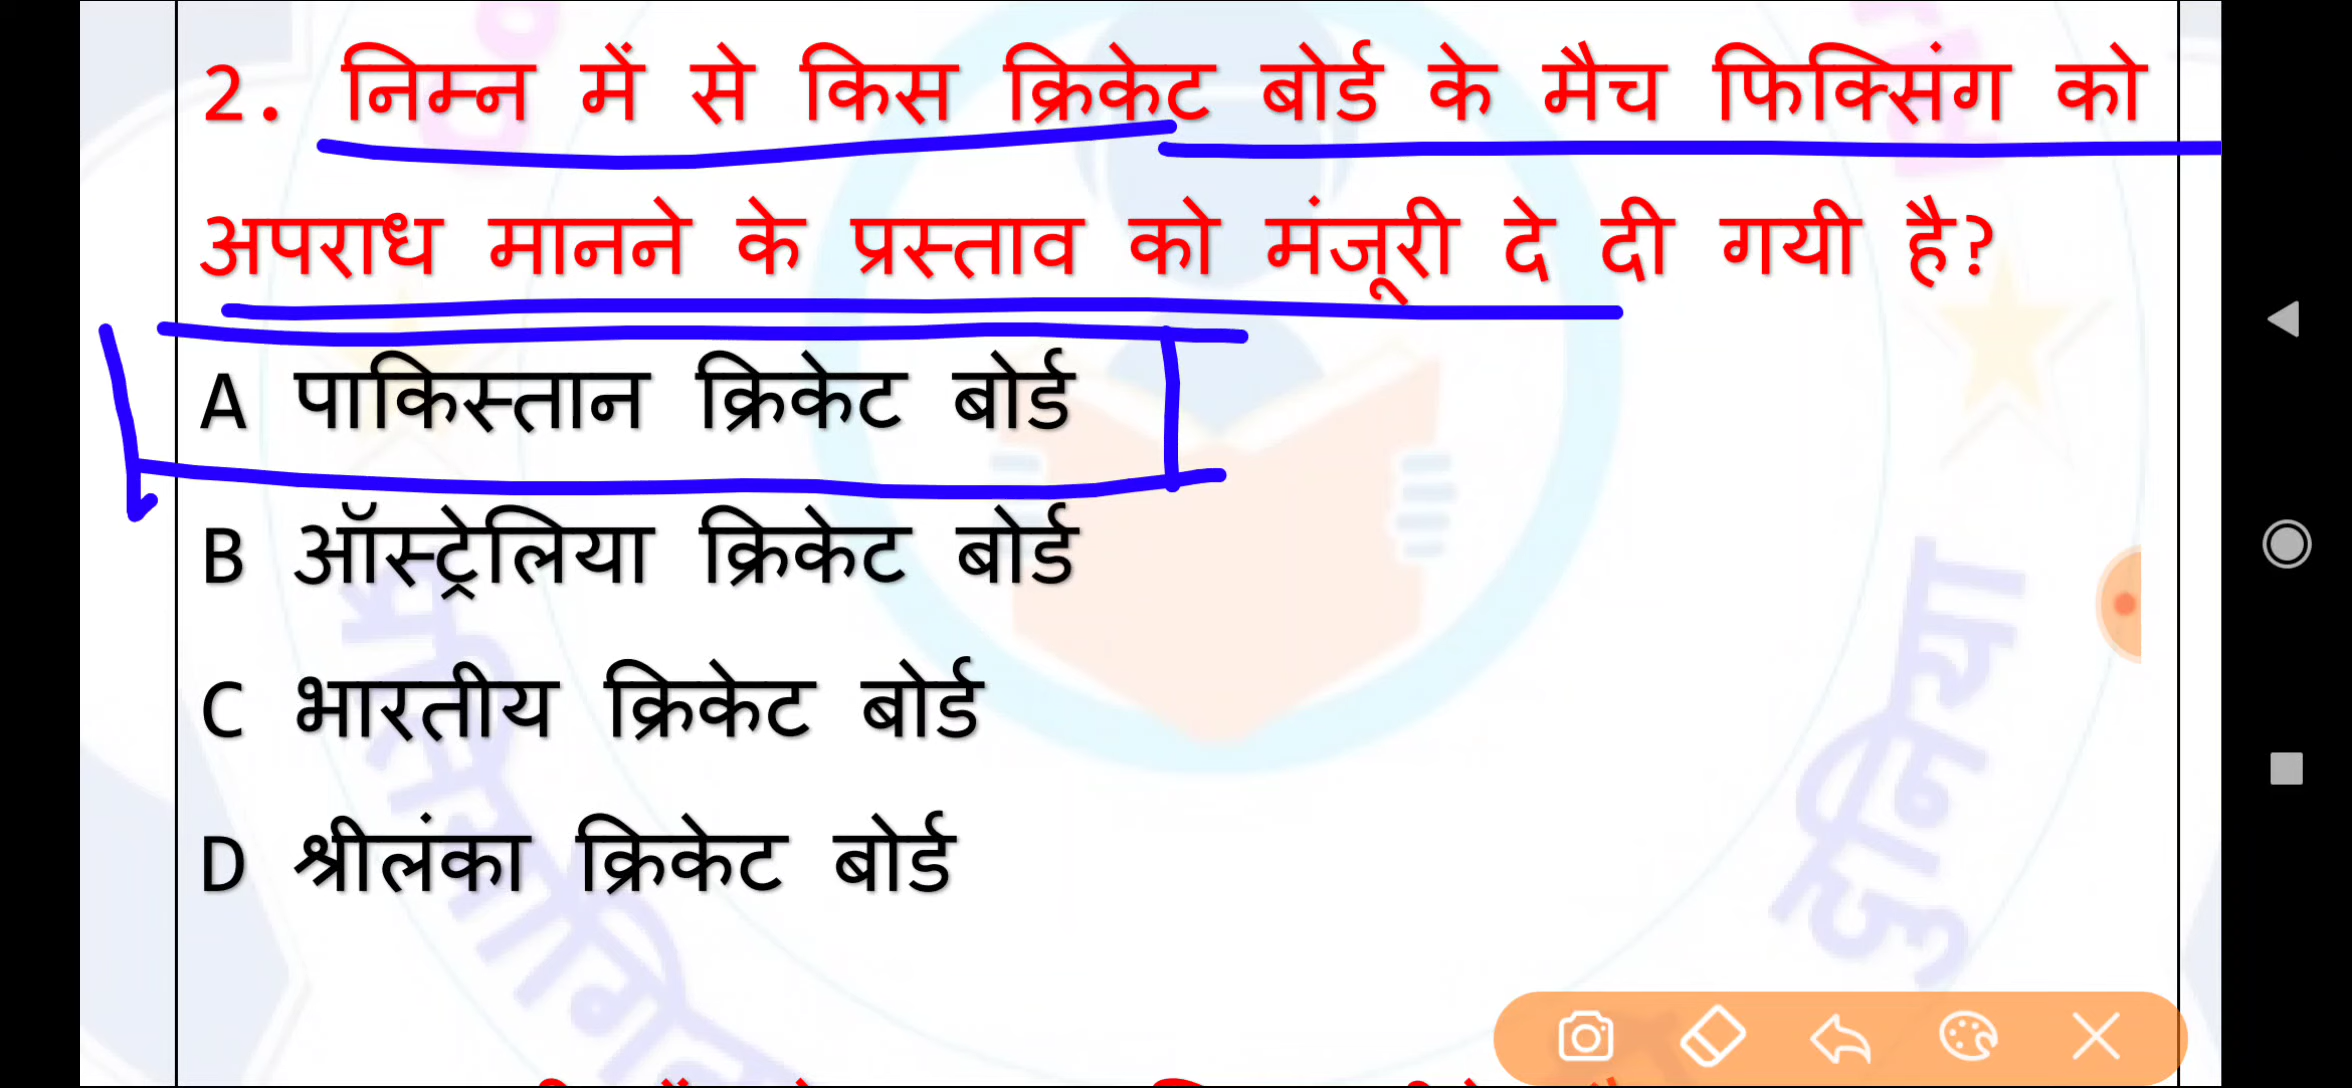 2. निम्न में से किस क्रिकेट बोर्ड के मैच फिक्सिंग को
अपराध मानने के प्रस्ताव को मंजूरी दे दी गयी है?
A पाकिस्तान क्रिकेट बोर्ड
B ऑस्ट्रेलिया क्रिकेट बोर्ड
C भारतीय क्रिकेट बोर्ड
D श्रीलंका क्रिकेट बोर्ड
दुनिया